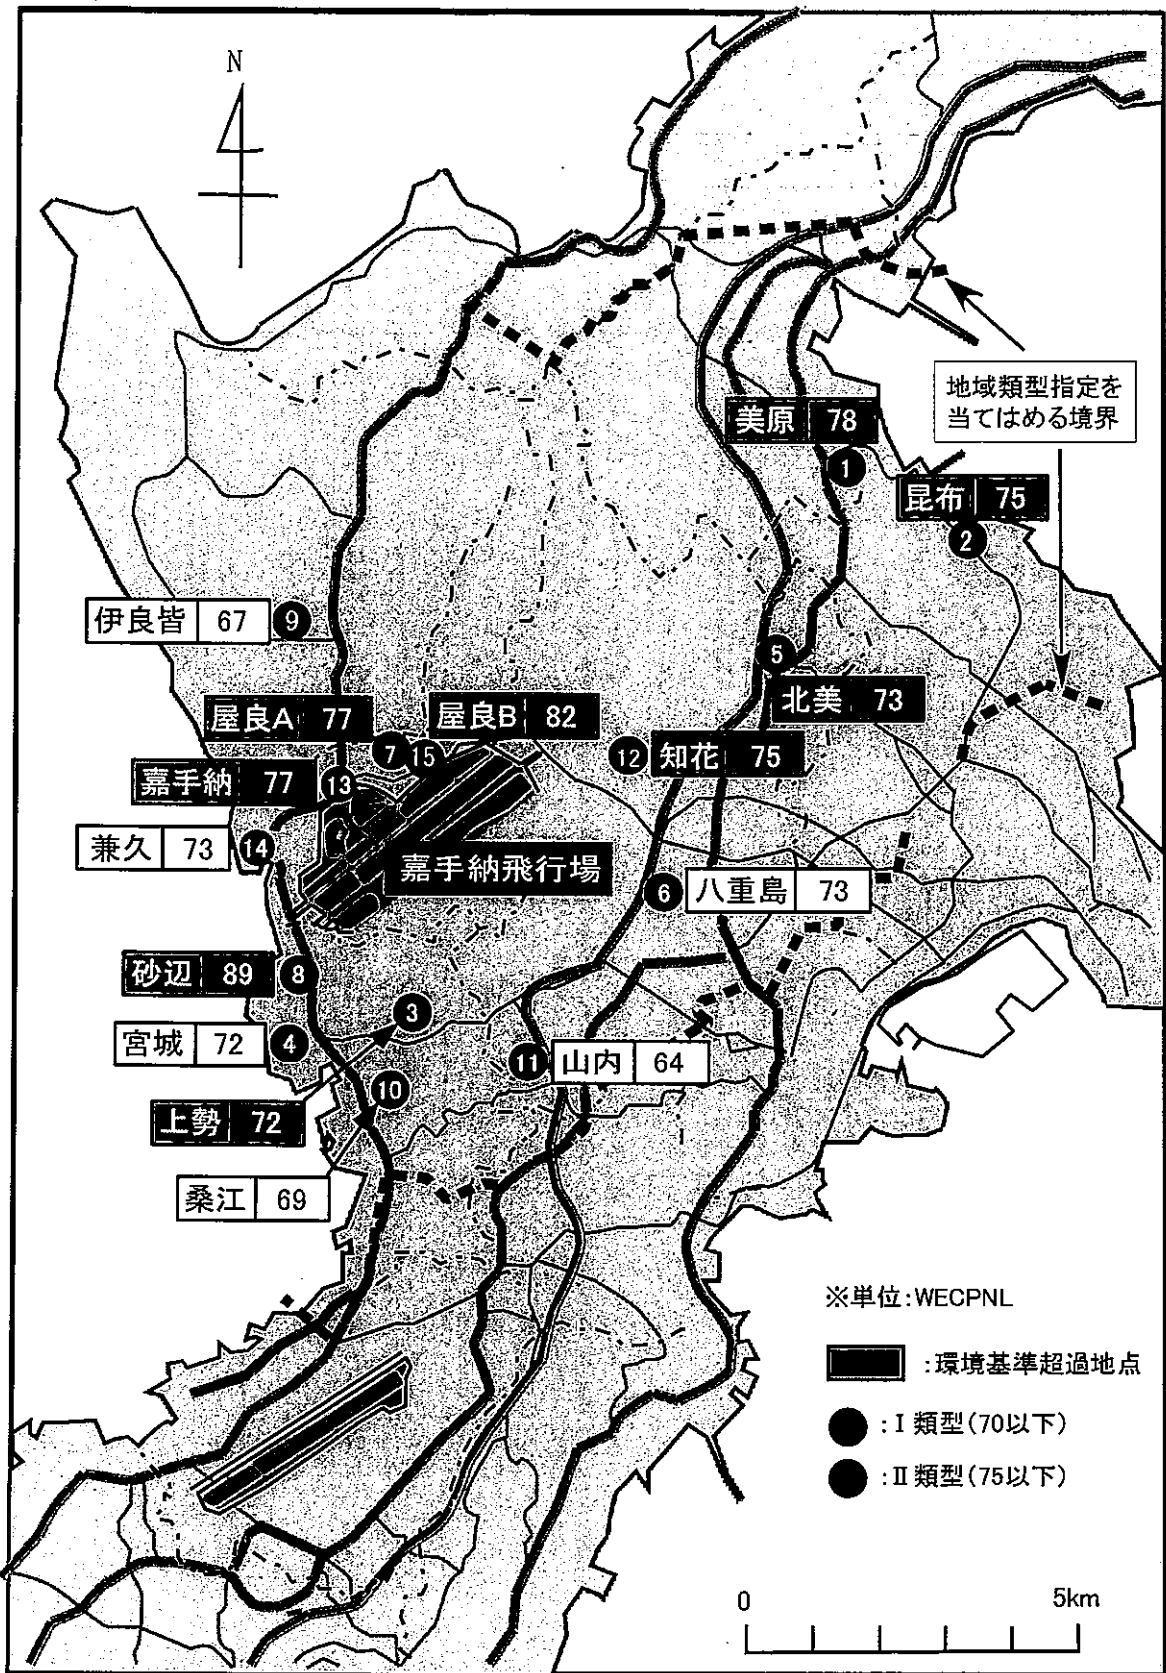 N
地域類型指定を
当てはめる境界
美原 78
1
昆布 75
2
伊良皆 67 9
5
北美 73
屋良A 77
屋良B 82
7 15
12 知花 75
嘉手納 77 13
兼久 73 14
嘉手納飛行場
6 八重島 73
砂辺 89 8
3
宮城 72 4
11 山内 64
10
上勢 72
桑江 69
※単位:WECPNL
:環境基準超過地点
:Ⅰ類型(70以下)
:Ⅱ類型(75以下)
0 5km